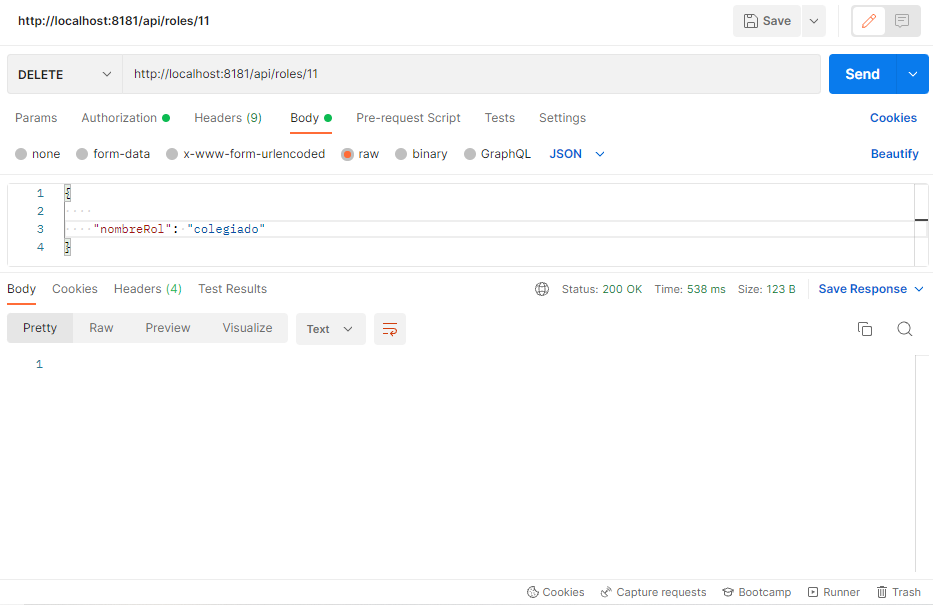 http://localhost:8181/api/roles/11 Save
DELETE http://localhost:8181/api/roles/11 Send
Params Authorization Headers (9) Body Pre-request Script Tests Settings Cookies
none form-data x-www-form-urlencoded raw binary GraphQL JSON Beautify
1 {
2
3 "nombreRol": "colegiado"
4 }
Body Cookies Headers (4) Test Results Status: 200 OK Time: 538 ms Size: 123 B Save Response
Pretty Raw Preview Visualize Text
1
Cookies Capture requests Bootcamp Runner Trash